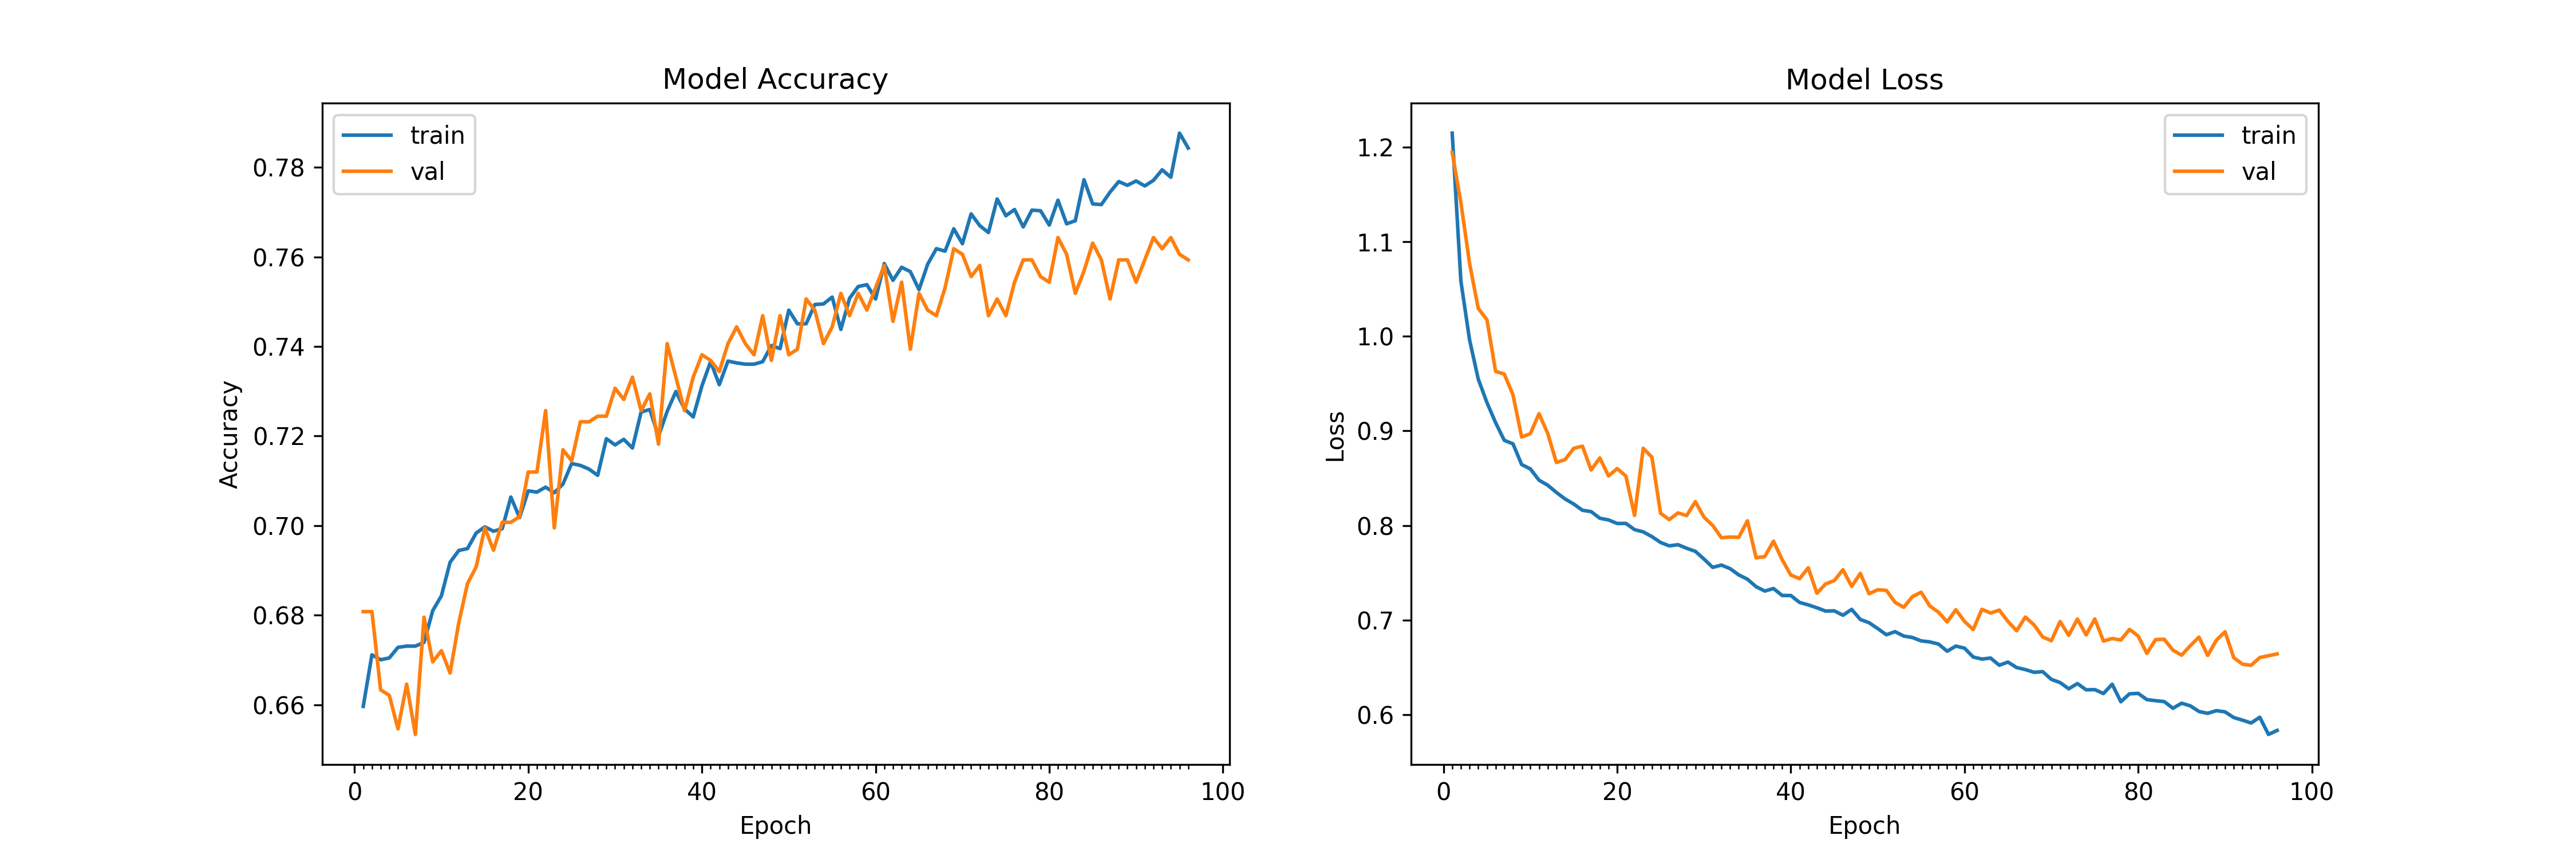 Model Accuracy
train
val
0.78
0.76
0.74
0.72
0.70
0.68
0.66
Accuracy
0 20 40 60 80 100
Epoch
Model Loss
train
val
1.2
1.1
1.0
0.9
0.8
0.7
0.6
Loss
0 20 40 60 80 100
Epoch